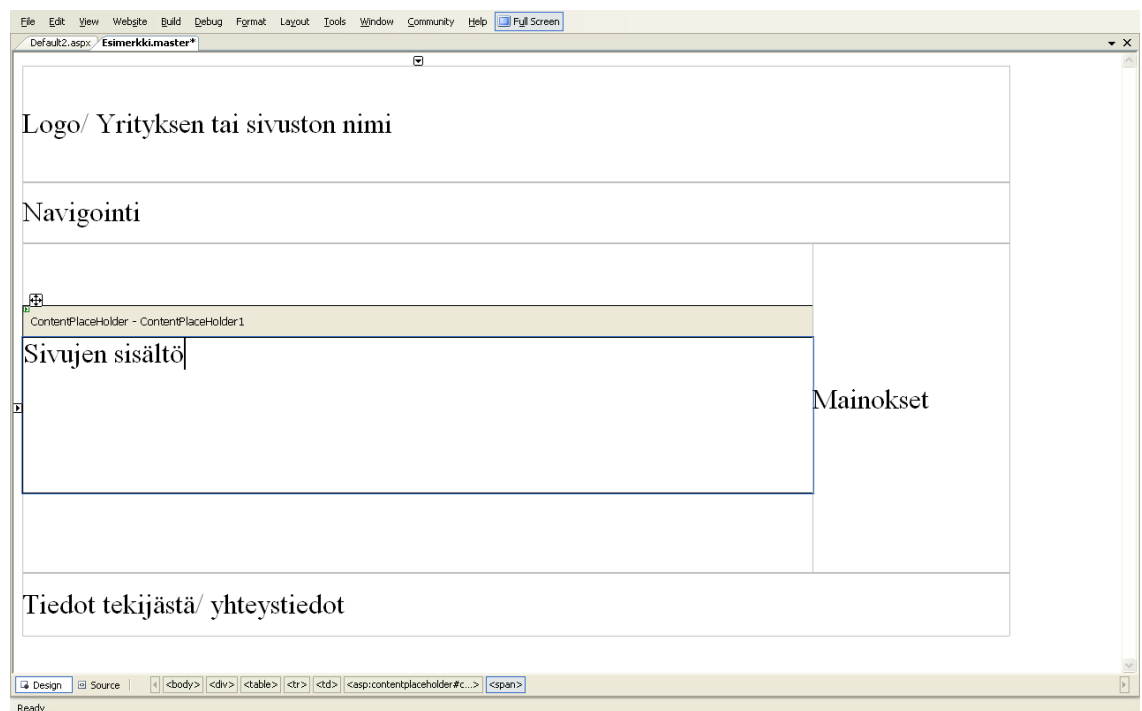 File Edit View Website Build Debug Format Layout Tools Window Community Help Full Screen
Default2.aspx Esimerkki.master*
Logo/ Yrityksen tai sivuston nimi
Navigointi
ContentPlaceHolder - ContentPlaceHolder1
Sivujen sisältö
Mainokset
Tiedot tekijästä/ yhteystiedot
Design Source <body> <div> <table> <tr> <td> <asp:contentplaceholder#c...> <span>
Ready